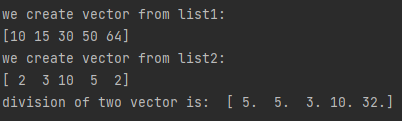 we create vector from list1:
[10 15 30 50 64]
we create vector from list2:
[ 2  3 10  5  2]
division of two vector is:  [ 5.  5.  3. 10. 32.]